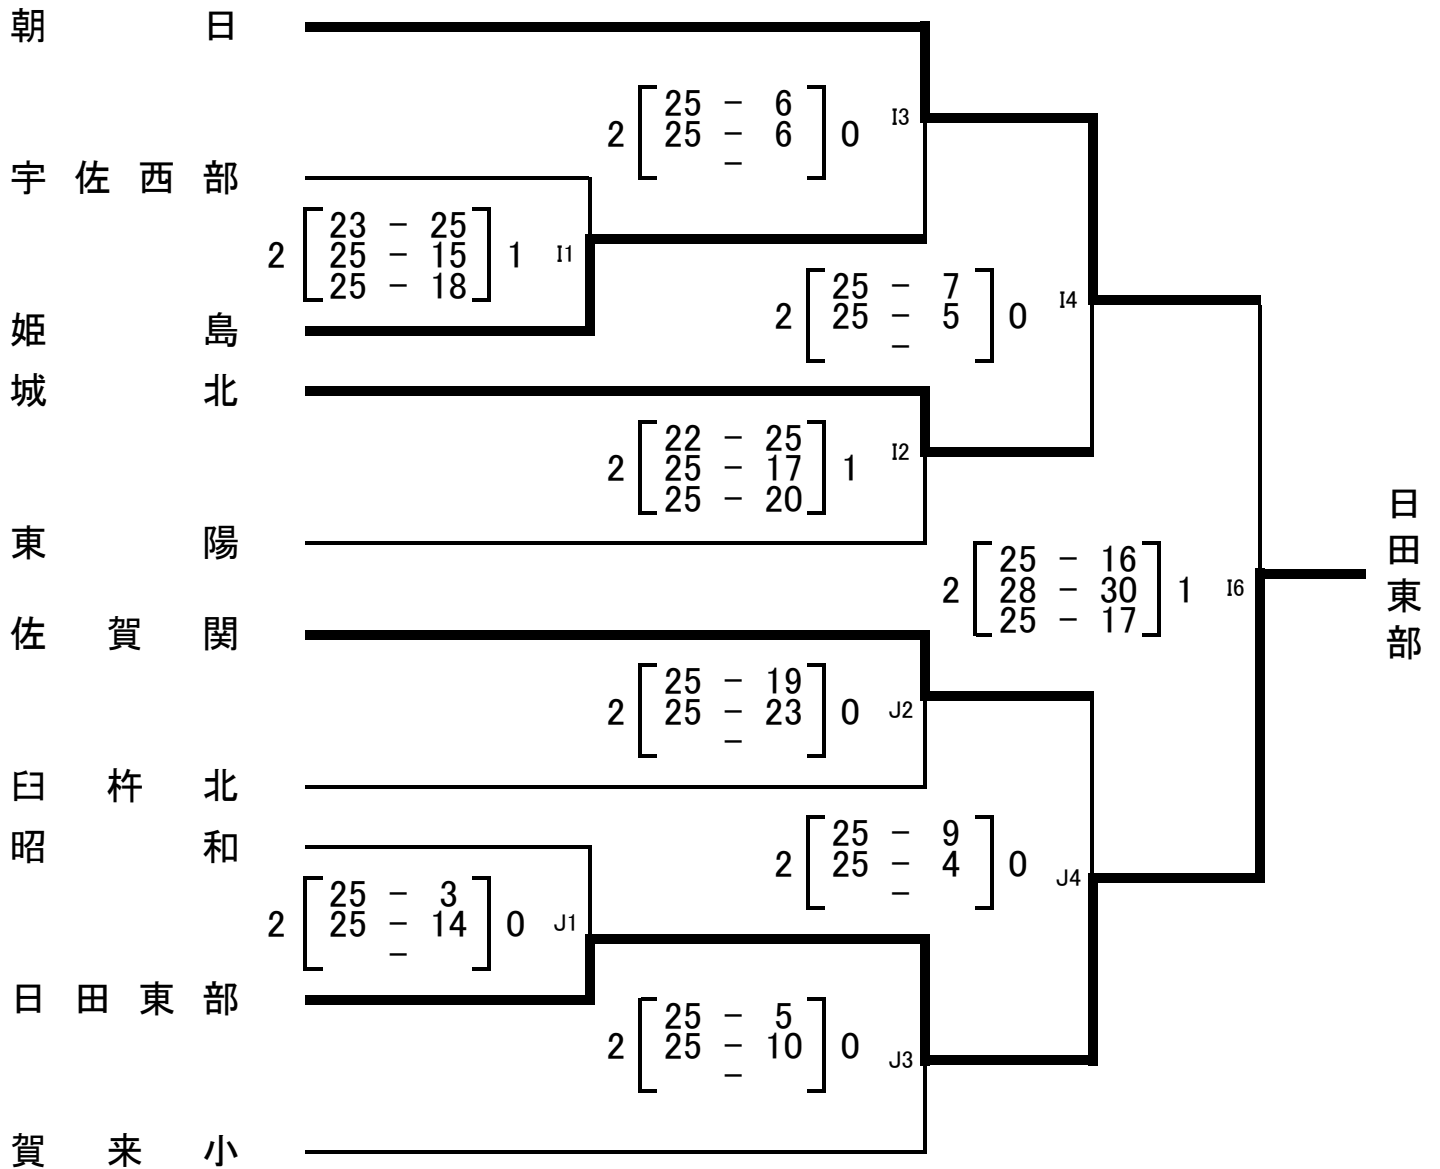 朝日
25 - 6
I3
2 25 - 6 0
-
宇佐西部
23 - 25
2 25 - 15 1 I1
25 - 18
25 - 7
I4
2 25 - 5 0
-
姫島
城北
22 - 25
I2
2 25 - 17 1
25 - 20
東陽
25 - 16
2 28 - 30 1 I6
25 - 17
日田東部
佐賀関
25 - 19
2 25 - 23 0 J2
-
臼杵北
昭和
25 - 9
2 25 - 4 0 J4
-
25 - 3
2 25 - 14 0 J1
-
日田東部
25 - 5
2 25 - 10 0 J3
-
賀来小